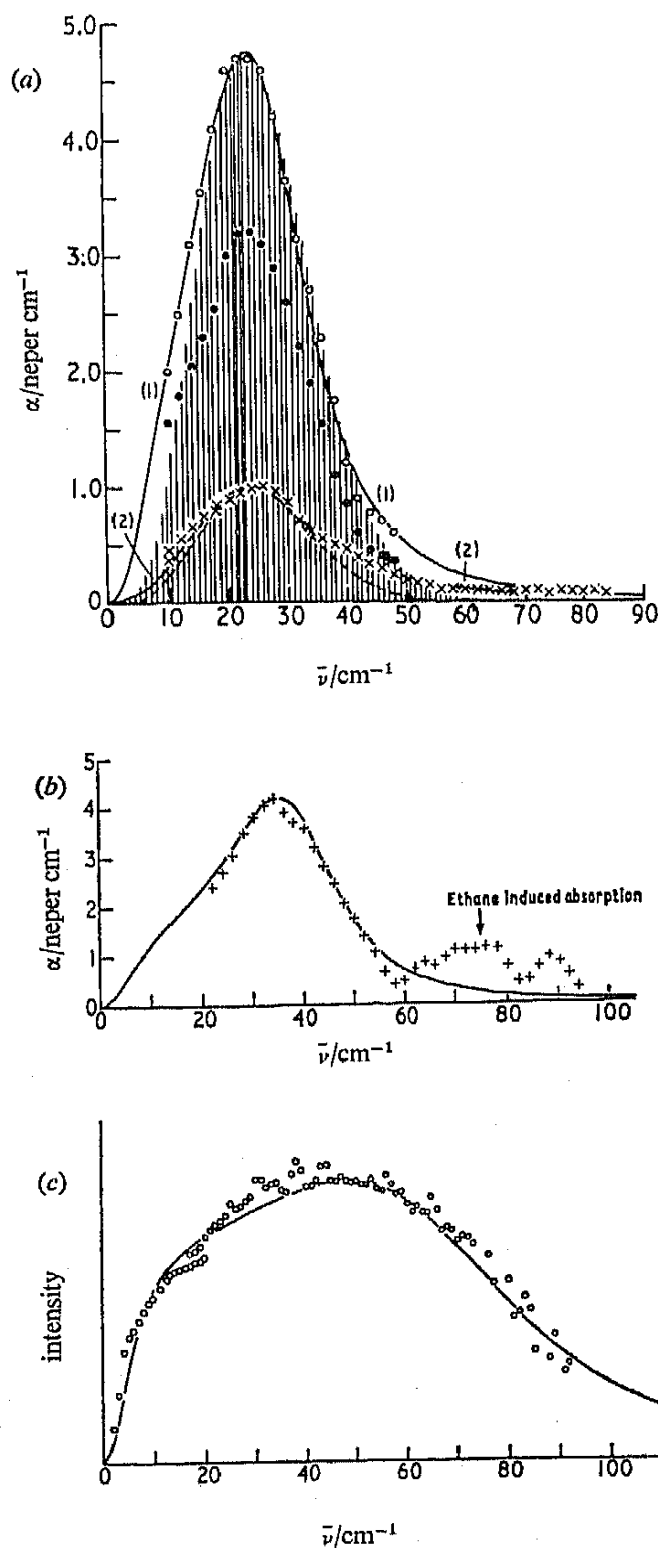 (a)
5.0
4.0
3.0
2.0
1.0
0
α/neper cm⁻¹
(1)
(1)
(2)
(2)
0 10 20 30 40 50 60 70 80 90
ν̄/cm⁻¹
(b)
5
4
3
2
1
0
α/neper cm⁻¹
Ethane induced absorption
0 20 40 60 80 100
ν̄/cm⁻¹
(c)
intensity
0 20 40 60 80 100
ν̄/cm⁻¹